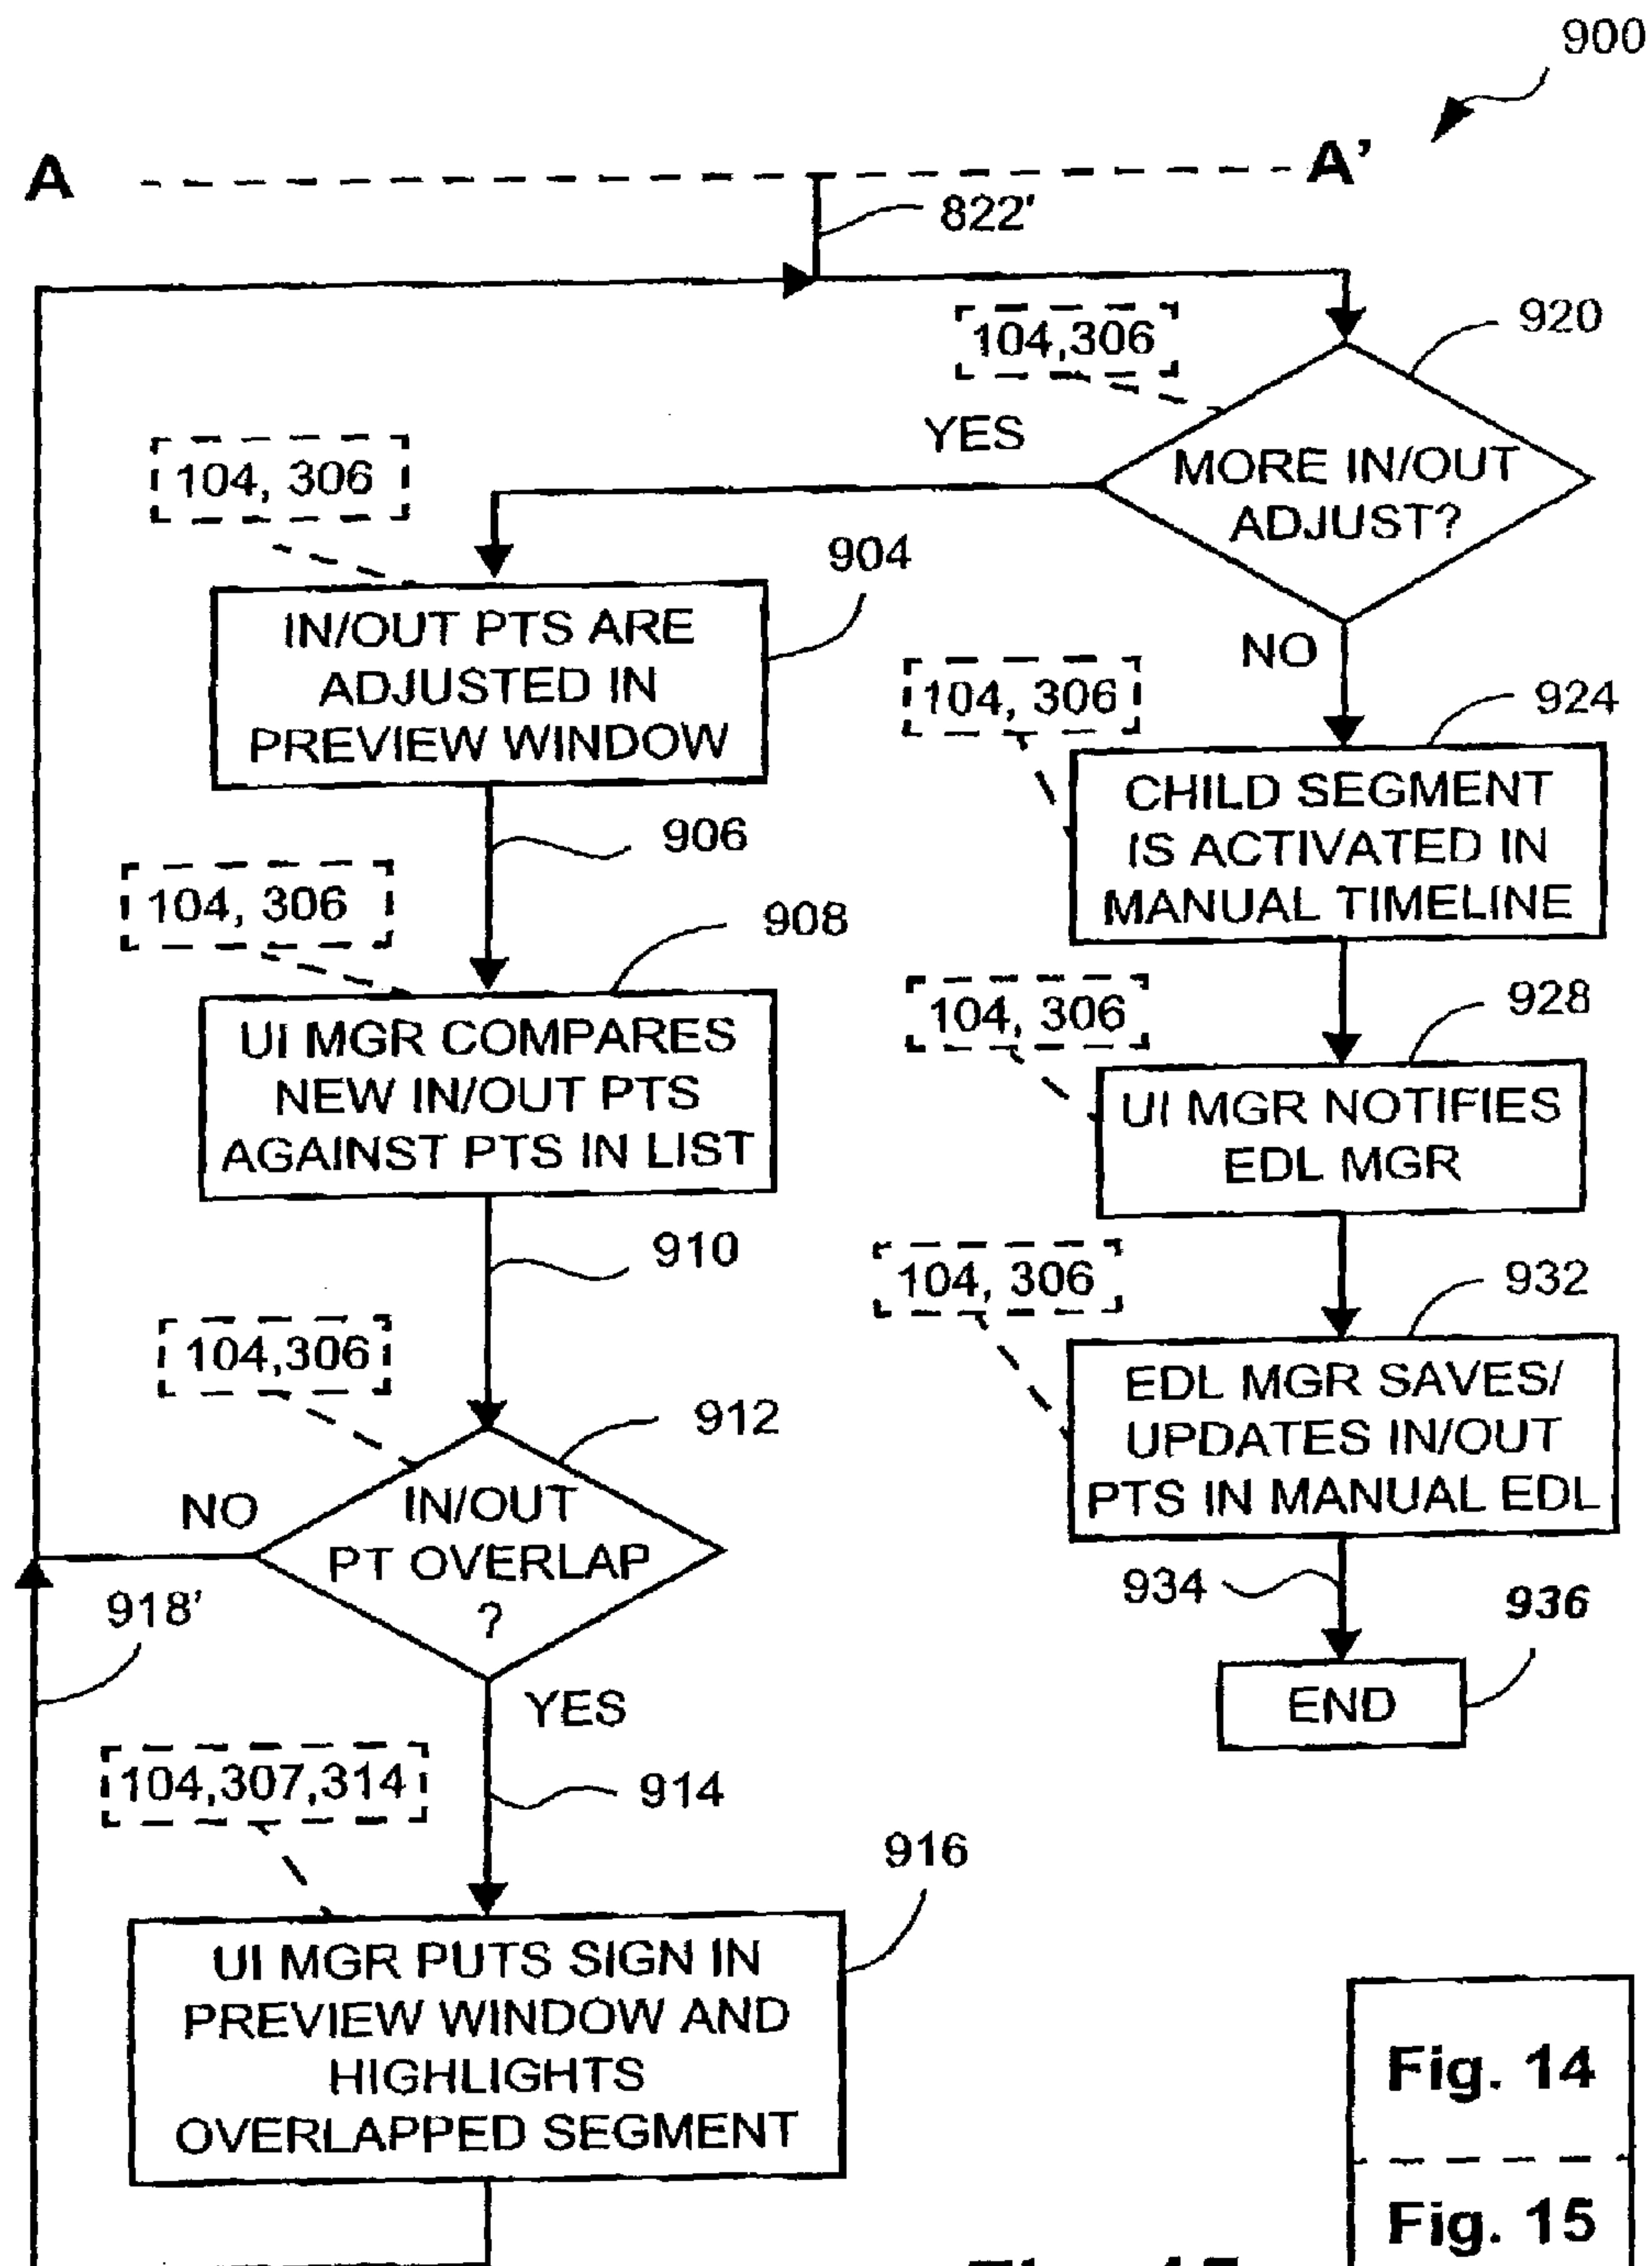 900
A
A'
822'
104,306
920
YES
MORE IN/OUT
ADJUST?
104, 306
904
IN/OUT PTS ARE
ADJUSTED IN
PREVIEW WINDOW
NO
104, 306
924
CHILD SEGMENT
IS ACTIVATED IN
MANUAL TIMELINE
906
104, 306
908
UI MGR COMPARES
NEW IN/OUT PTS
AGAINST PTS IN LIST
104, 306
928
UI MGR NOTIFIES
EDL MGR
910
104, 306
932
EDL MGR SAVES/
UPDATES IN/OUT
PTS IN MANUAL EDL
104,306
912
NO
IN/OUT
PT OVERLAP
?
918'
934
936
END
YES
104,307,314
914
916
UI MGR PUTS SIGN IN
PREVIEW WINDOW AND
HIGHLIGHTS
OVERLAPPED SEGMENT
Fig. 14
Fig. 15